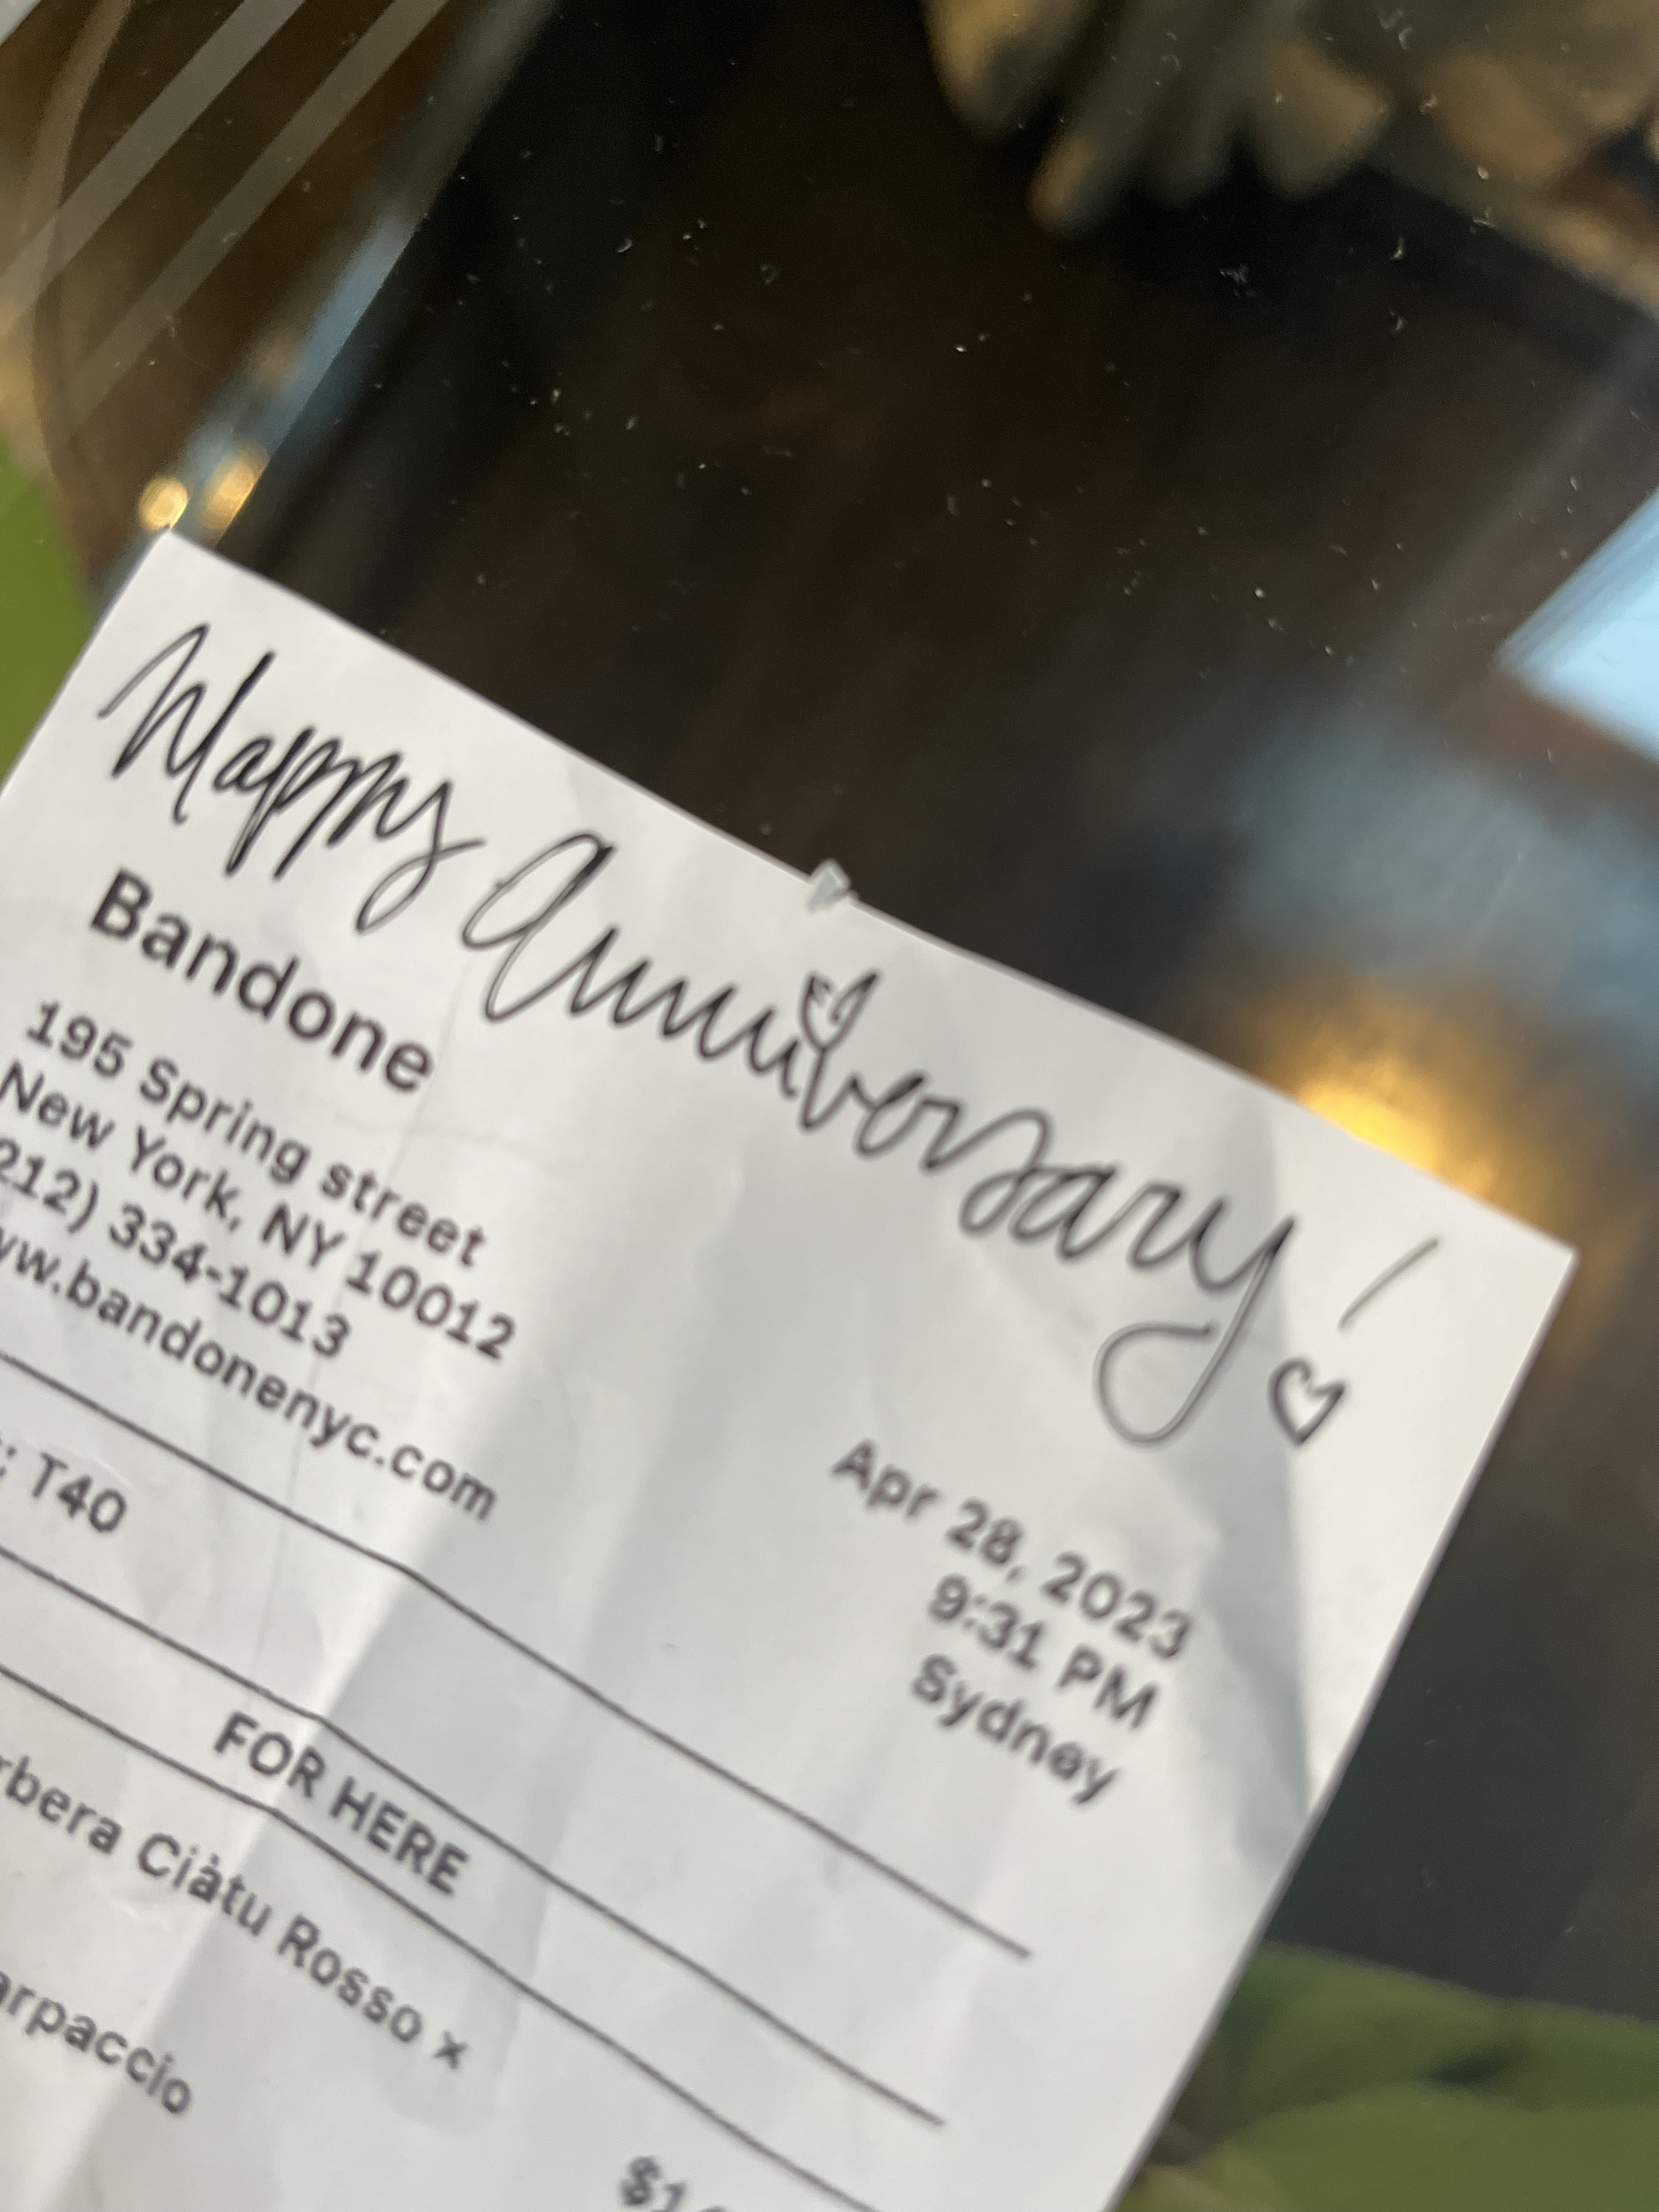 Happy Anniversary!
Bandone
195 Spring street
New York, NY 10012
212) 334-1013
w.bandonenyc.com
Apr 28, 2023
: T40
9:31 PM
Sydney
FOR HERE
rbera Ciàtu Rosso x
arpaccio